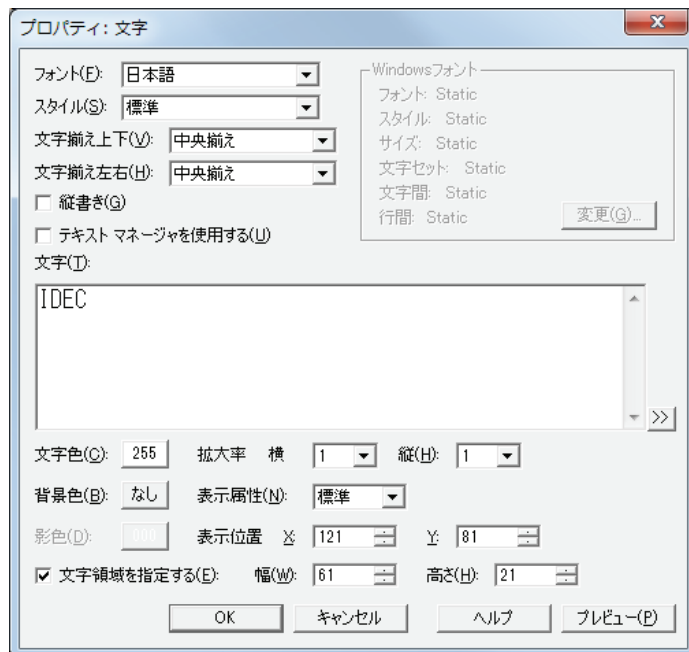 プロパティ: 文字
フォント(F): 日本語
スタイル(S): 標準
文字揃え上下(V): 中央揃え
文字揃え左右(H): 中央揃え
縦書き(G)
テキスト マネージャを使用する(U)
Windowsフォント
フォント: Static
スタイル: Static
サイズ: Static
文字セット: Static
文字間: Static
行間: Static
変更(G)...
文字(T):
IDEC
>>
文字色(C): 255 拡大率 横 1 縦(H): 1
背景色(B): なし 表示属性(N): 標準
影色(D): 000 表示位置 X: 121 Y: 81
文字領域を指定する(E): 幅(W): 61 高さ(H): 21
OK キャンセル ヘルプ プレビュー(P)